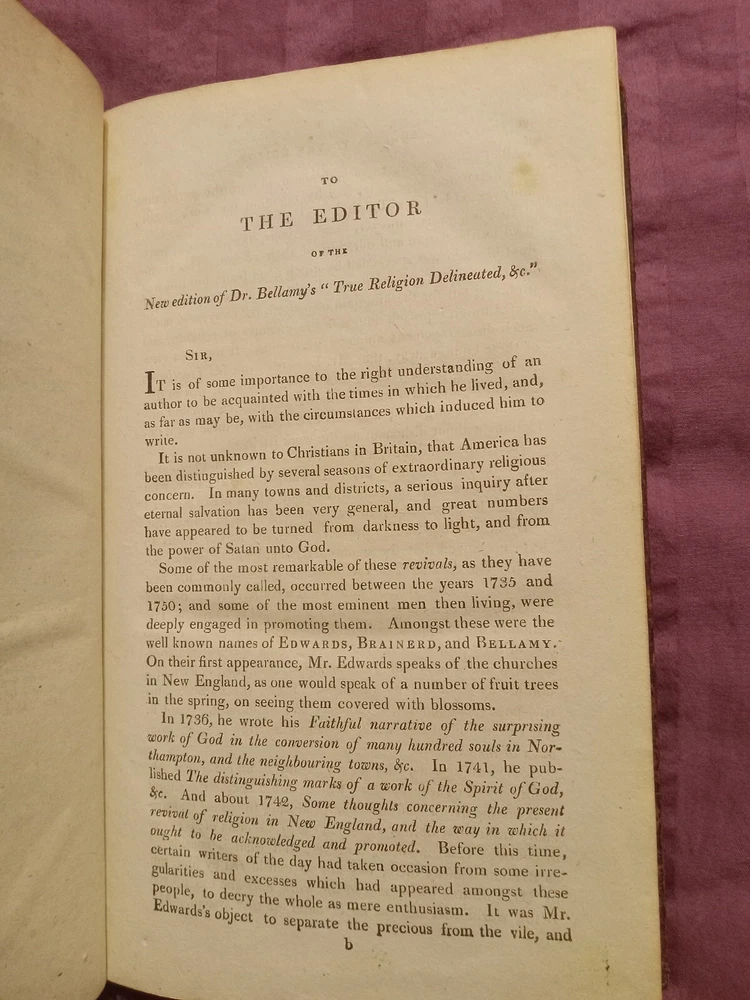 TO
THE EDITOR
OF THE
New edition of Dr. Bellamy's “ True Religion Delineated, &c.”
SIR,
IT is of some importance to the right understanding of an
author to be acquainted with the times in which he lived, and,
as far as may be, with the circumstances which induced him to
write.
It is not unknown to Christians in Britain, that America has
been distinguished by several seasons of extraordinary religious
concern. In many towns and districts, a serious inquiry after
eternal salvation has been very general, and great numbers
have appeared to be turned from darkness to light, and from
the power of Satan unto God.
Some of the most remarkable of these revivals, as they have
been commonly called, occurred between the years 1735 and
1750; and some of the most eminent men then living, were
deeply engaged in promoting them. Amongst these were the
well known names of EDWARDS, BRAINERD, and BELLAMY.
On their first appearance, Mr. Edwards speaks of the churches
in New England, as one would speak of a number of fruit trees
in the spring, on seeing them covered with blossoms.
In 1736, he wrote his Faithful narrative of the surprising
work of God in the conversion of many hundred souls in Nor-
thampton, and the neighbouring towns, &c. In 1741, he pub-
lished The distinguishing marks of a work of the Spirit of God,
&c. And about 1742, Some thoughts concerning the present
revival of religion in New England, and the way in which it
ought to be acknowledged and promoted. Before this time,
certain writers of the day had taken occasion from some irre-
gularities and excesses which had appeared amongst these
people, to decry the whole as mere enthusiasm. It was Mr.
Edwards's object to separate the precious from the vile, and
b